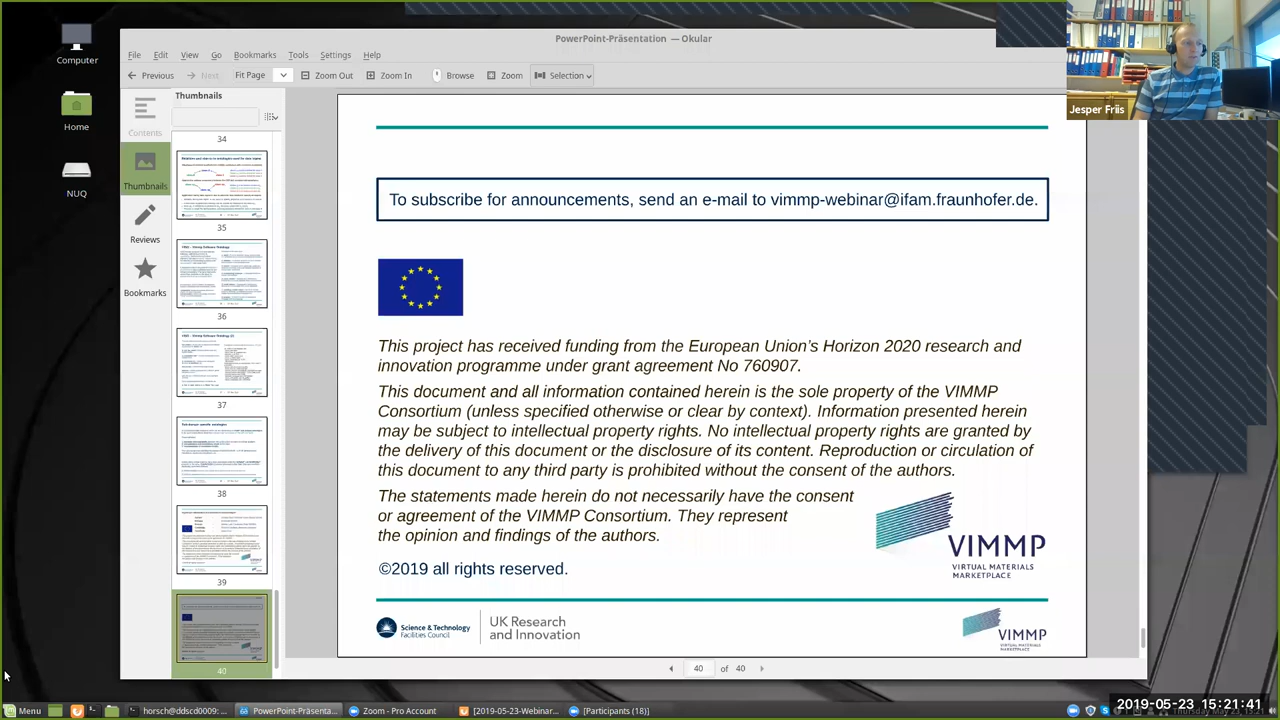 PowerPoint-Präsentation — Okular
File Edit View Go Bookmarks Tools Settings Help
Previous Next Fit Page Zoom Out Zoom In Browse Zoom Selection
Computer
Home
NUQ
Jesper Friis
Thumbnails
Contents
Thumbnails
Reviews
Bookmarks
34
35
36
37
38
39
40
To subscribe to announcements, send an e-mail to vimmp-webinar@ifam.fraunhofer.de.
This project has received funding from the European Union's Horizon 2020 research and
innovation programme under grant agreement No 760907.
This document and all information contained herein is the sole property of the VIMMP
Consortium (unless specified otherwise or clear by context). Information presented herein
may be subject to intellectual property rights. No intellectual property rights are granted by
the
or the disclosure of its content. Reproduction or circulation of
this document to any third party is prohibited without the consent of the authors.
The statements made herein do not necessarily have the consent
or agreement of the VIMMP Consortium. They represent
the opinion and findings of the authors.
©2019 all rights reserved.
VIMMP
VIRTUAL MATERIALS
MARKETPLACE
Science & Technology
UK Research
and Innovation
VIMMP
VIRTUAL MATERIALS
MARKETPLACE
40 of 40
Menu horsch@ddscd0009: ... PowerPoint-Präsenta... Zoom - Pro Account [2019-05-23-Webinar... [Participants (18)]
2019-05-23 15:21:41